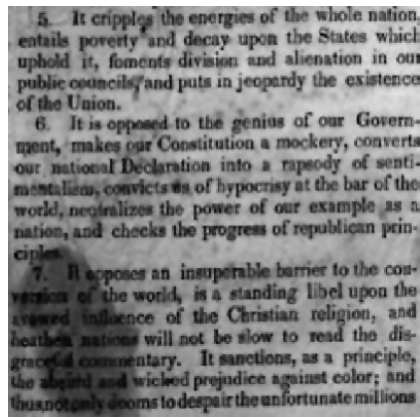 5. It cripples the energies of the whole nation
entails poverty and decay upon the States which
uphold it, foments division and alienation in our
public councils, and puts in jeopardy the existence
of the Union.
6. It is opposed to the genius of our Govern-
ment, makes our Constitution a mockery, converts
our national Declaration into a rapsody of senti-
mentalism, convicts us of hypocrisy at the bar of the
world, neutralizes the power of our example as a
nation, and checks the progress of republican prin-
ciples.
7. It opposes an insuperable barrier to the con-
version of the world, is a standing libel upon the
avowed influence of the Christian religion, and
heathen nations will not be slow to read the dis-
graceful commentary. It sanctions, as a principle,
the absurd and wicked prejudice against color; and
thus, not only dooms to despair the unfortunate millions